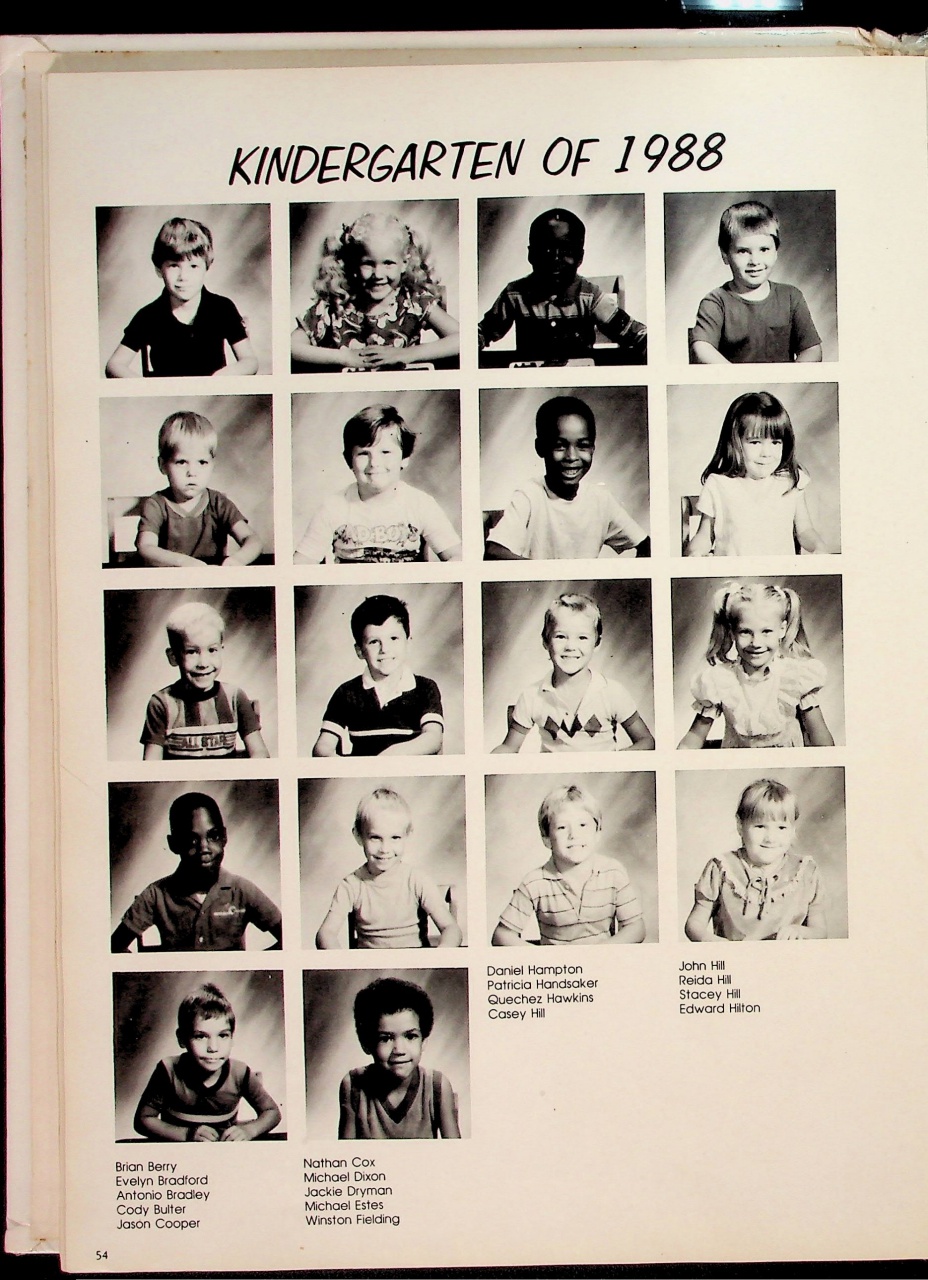 KINDERGARTEN OF 1988
ALL STAR
Daniel Hampton
Patricia Handsaker
Quechez Hawkins
Casey Hill
John Hill
Reida Hill
Stacey Hill
Edward Hilton
Brian Berry
Evelyn Bradford
Antonio Bradley
Cody Bulter
Jason Cooper
Nathan Cox
Michael Dixon
Jackie Dryman
Michael Estes
Winston Fielding
54